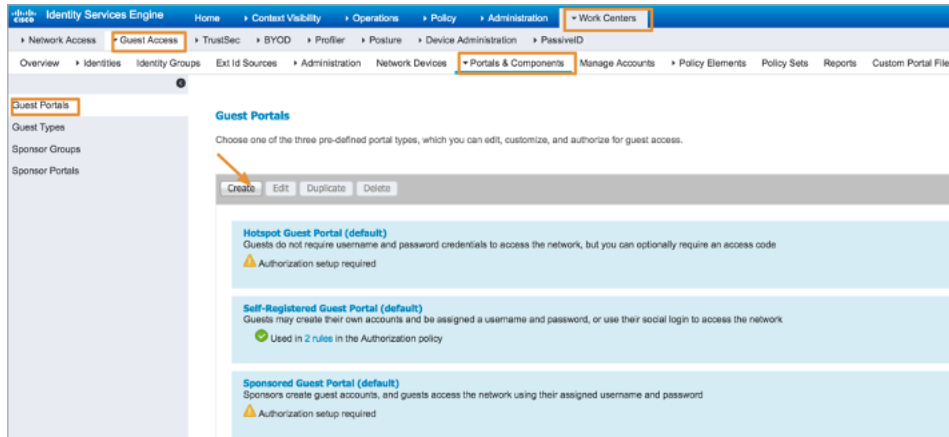 cisco Identity Services Engine Home Context Visibility Operations Policy Administration Work Centers
Network Access Guest Access TrustSec BYOD Profiler Posture Device Administration PassiveID
Overview Identities Identity Groups Ext Id Sources Administration Network Devices Portals & Components Manage Accounts Policy Elements Policy Sets Reports Custom Portal File
Guest Portals
Guest Types
Sponsor Groups
Sponsor Portals
Guest Portals
Choose one of the three pre-defined portal types, which you can edit, customize, and authorize for guest access.
Create Edit Duplicate Delete
Hotspot Guest Portal (default)
Guests do not require username and password credentials to access the network, but you can optionally require an access code
Authorization setup required
Self-Registered Guest Portal (default)
Guests may create their own accounts and be assigned a username and password, or use their social login to access the network
Used in 2 rules in the Authorization policy
Sponsored Guest Portal (default)
Sponsors create guest accounts, and guests access the network using their assigned username and password
Authorization setup required